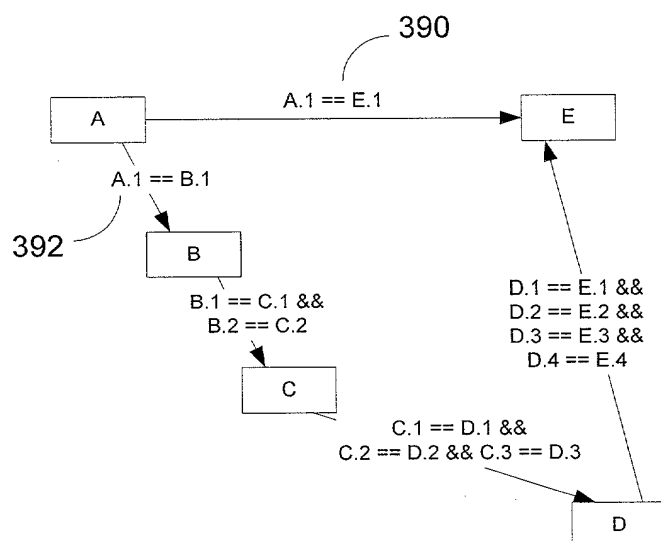 390
A.1 == E.1
A
E
A.1 == B.1
392
B
B.1 == C.1 &&
B.2 == C.2
D.1 == E.1 &&
D.2 == E.2 &&
D.3 == E.3 &&
D.4 == E.4
C
C.1 == D.1 &&
C.2 == D.2 && C.3 == D.3
D